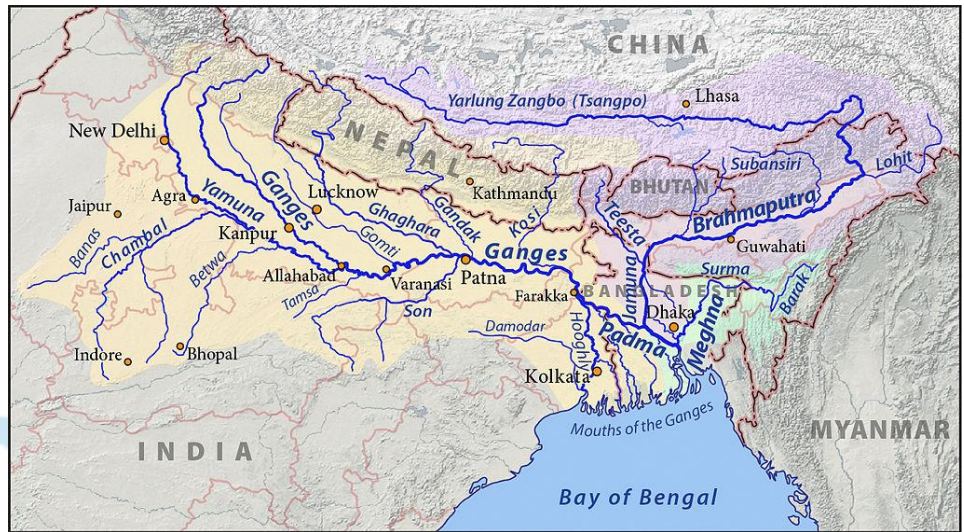 CHINA
Yarlung Zangbo (Tsangpo)
Lhasa
New Delhi
NEPAL
Subansiri
Lohit
Kathmandu
BHUTAN
Jaipur
Agra
Yamuna
Ganges
Lucknow
Ghaghara
Gandak
Kosi
Teesta
Brahmaputra
Guwahati
Banas
Chambal
Kanpur
Gomti
Betwa
Allahabad
Tamsa
Varanasi
Patna
Ganges
Surma
Barak
Farakka
BANGLADESH
Jamuna
Son
Damodar
Hooghly
Padma
Dhaka
Meghna
Indore
Bhopal
Kolkata
Mouths of the Ganges
INDIA
MYANMAR
Bay of Bengal